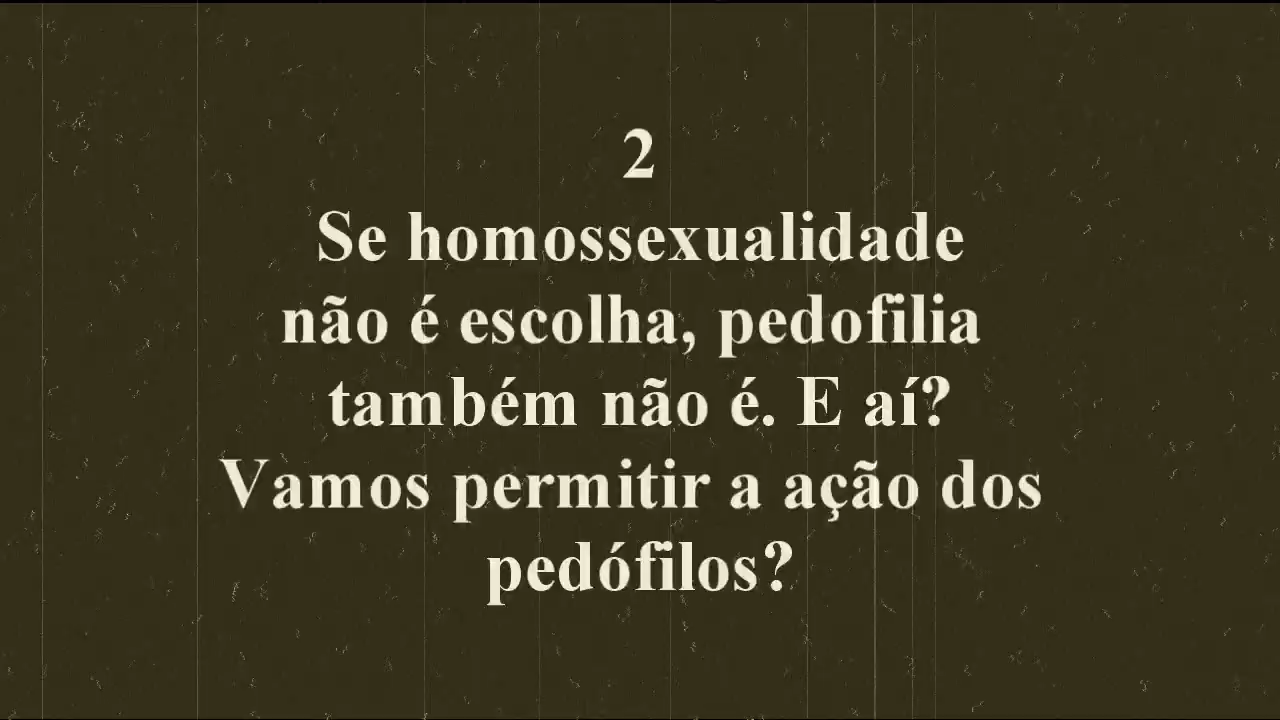 2
Se homossexualidade
não é escolha, pedofilia
também não é. E aí?
Vamos permitir a ação dos
pedófilos?